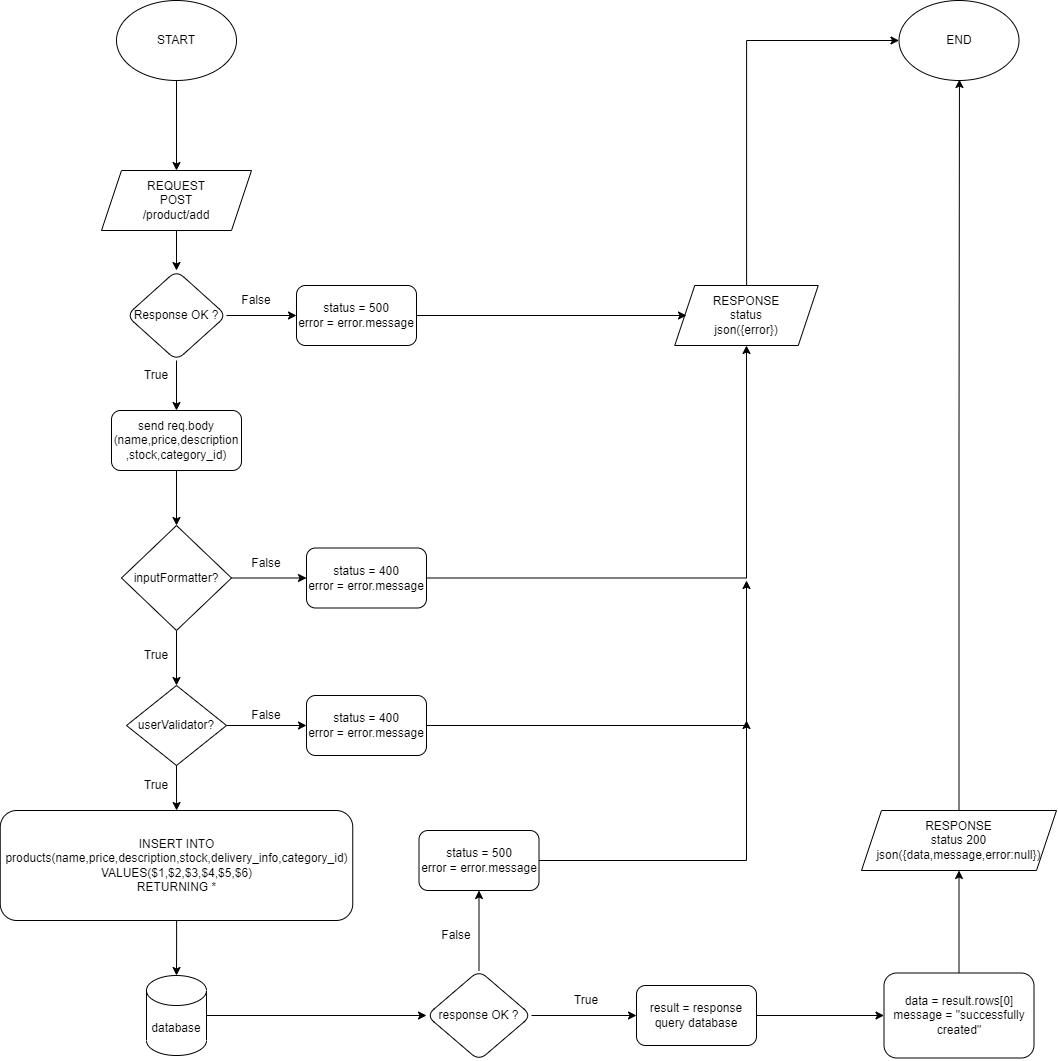 START
END
REQUEST
POST
/product/add
Response OK ?
False
status = 500
error = error.message
RESPONSE
status
json({error})
True
send req.body
(name,price,description
,stock,category_id)
inputFormatter?
False
status = 400
error = error.message
True
userValidator?
False
status = 400
error = error.message
True
INSERT INTO
products(name,price,description,stock,delivery_info,category_id)
VALUES($1,$2,$3,$4,$5,$6)
RETURNING *
status = 500
error = error.message
RESPONSE
status 200
json({data,message,error:null})
False
database
response OK ?
True
result = response
query database
data = result.rows[0]
message = "successfully
created"